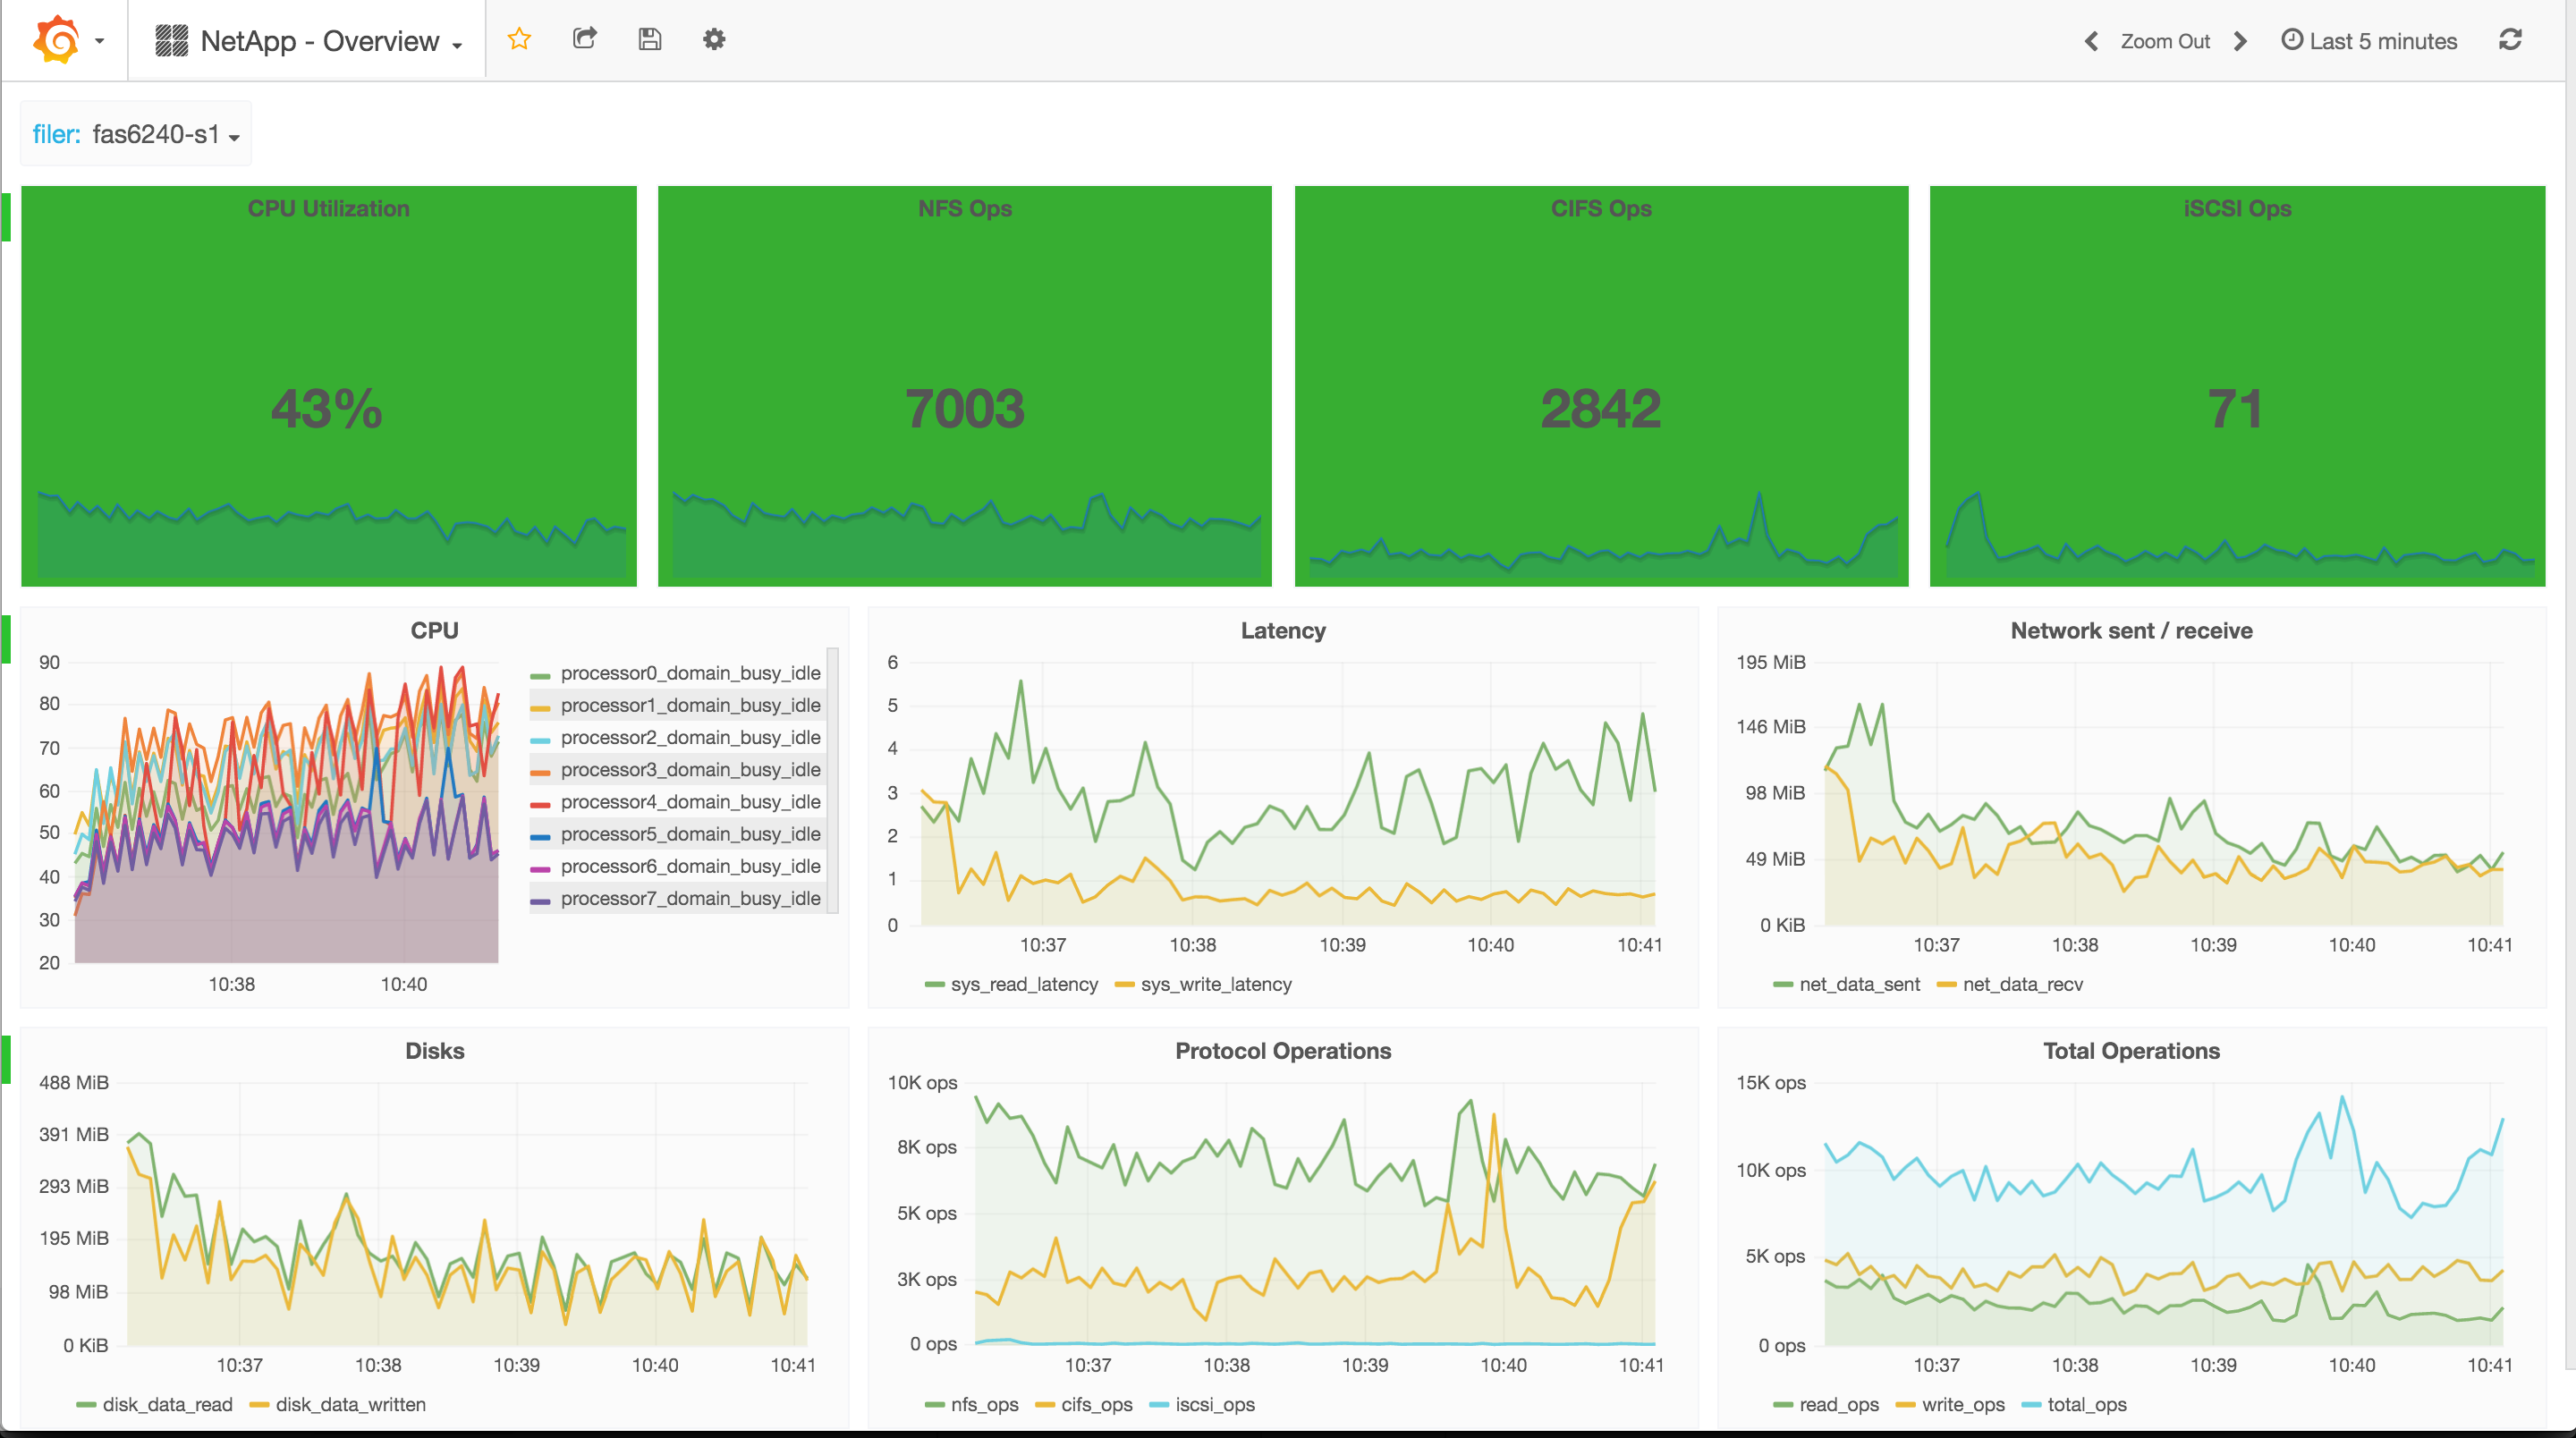 NetApp - Overview
Zoom Out
Last 5 minutes
filer: fas6240-s1
CPU Utilization
43%
NFS Ops
7003
CIFS Ops
2842
iSCSI Ops
71
CPU
90
80
70
60
50
40
30
20
10:38 10:40
processor0_domain_busy_idle
processor1_domain_busy_idle
processor2_domain_busy_idle
processor3_domain_busy_idle
processor4_domain_busy_idle
processor5_domain_busy_idle
processor6_domain_busy_idle
processor7_domain_busy_idle
Latency
6
5
4
3
2
1
0
10:37 10:38 10:39 10:40 10:41
sys_read_latency sys_write_latency
Network sent / receive
195 MiB
146 MiB
98 MiB
49 MiB
0 KiB
10:37 10:38 10:39 10:40 10:41
net_data_sent net_data_recv
Disks
488 MiB
391 MiB
293 MiB
195 MiB
98 MiB
0 KiB
10:37 10:38 10:39 10:40 10:41
disk_data_read disk_data_written
Protocol Operations
10K ops
8K ops
5K ops
3K ops
0 ops
10:37 10:38 10:39 10:40 10:41
nfs_ops cifs_ops iscsi_ops
Total Operations
15K ops
10K ops
5K ops
0 ops
10:37 10:38 10:39 10:40 10:41
read_ops write_ops total_ops